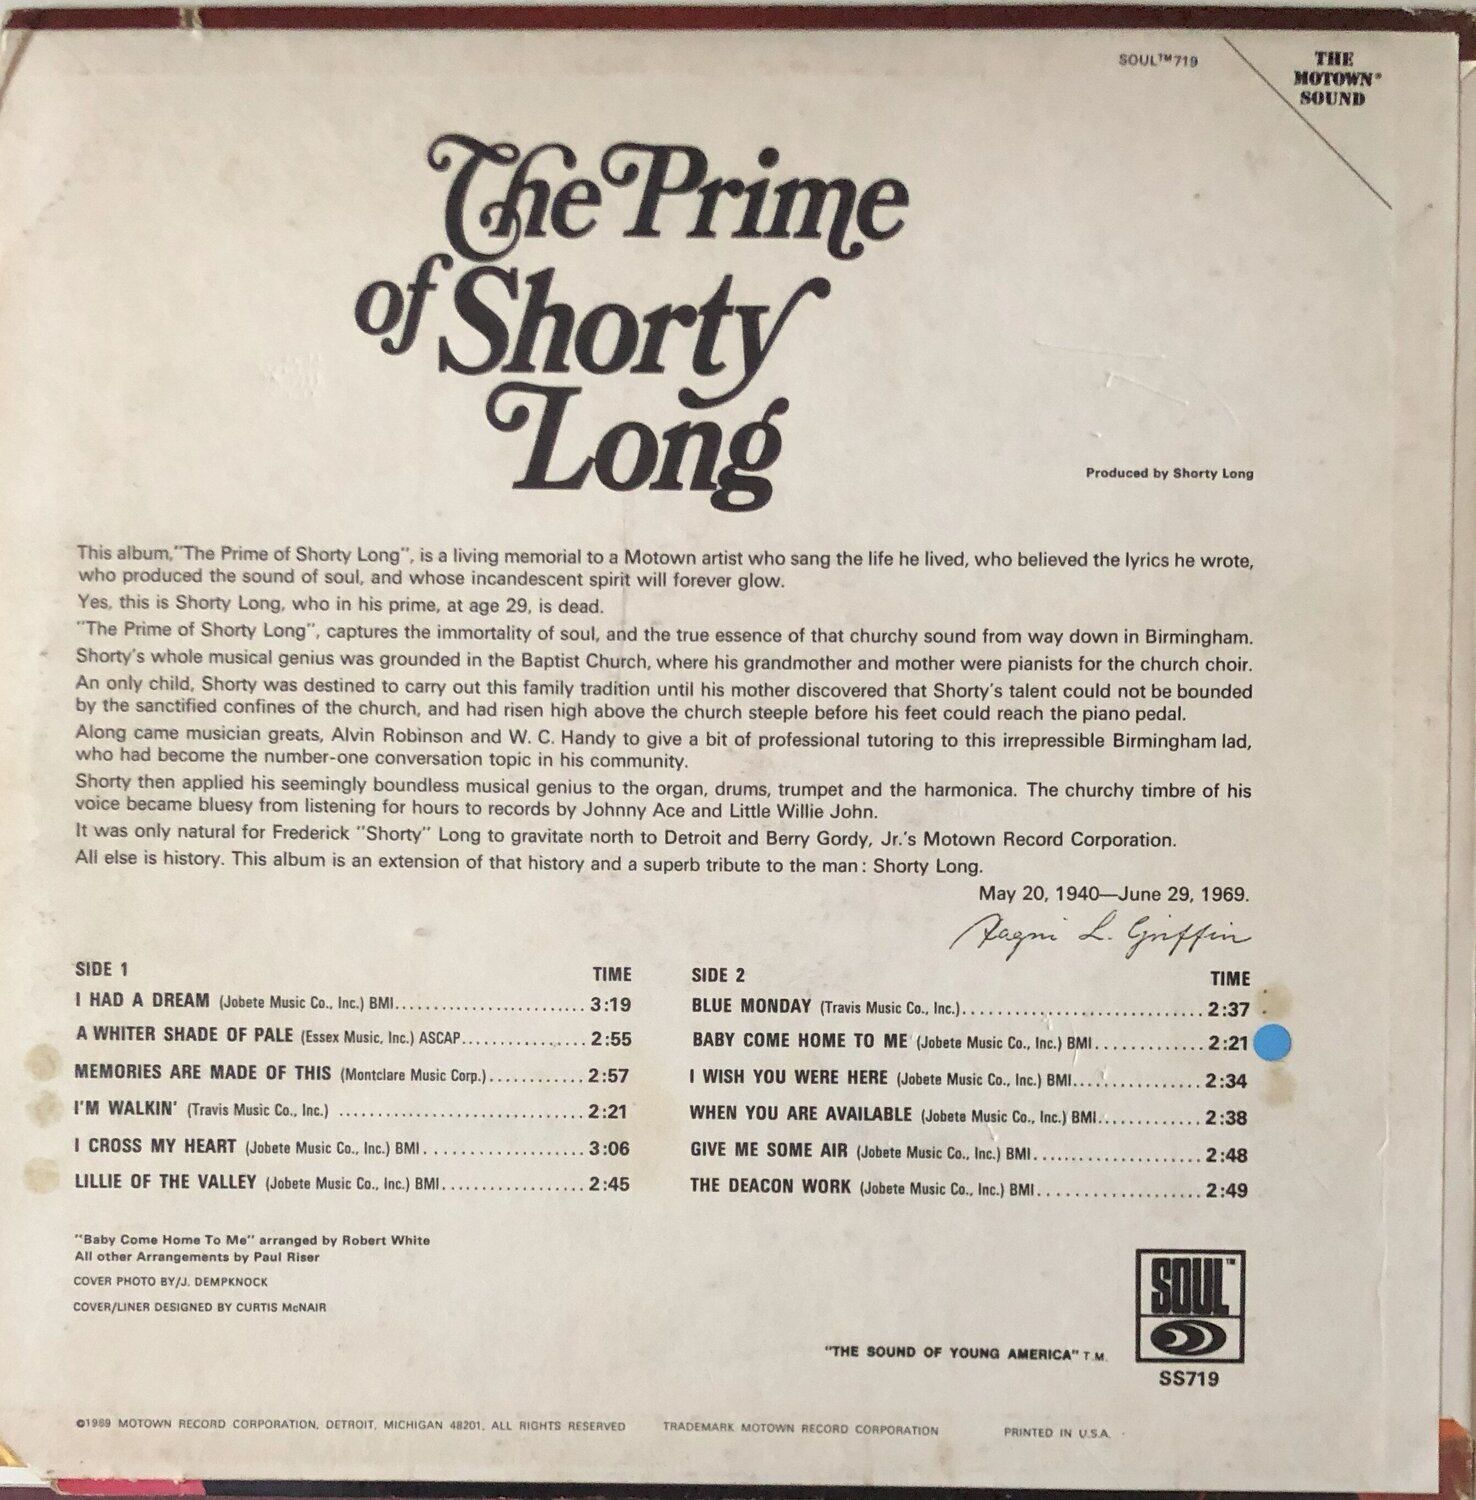 SOUL™719
THE
MOTOWN®
SOUND
The Prime
of Shorty
Long
Produced by Shorty Long
This album,"The Prime of Shorty Long", is a living memorial to a Motown artist who sang the life he lived, who believed the lyrics he wrote,
who produced the sound of soul, and whose incandescent spirit will forever glow.
Yes, this is Shorty Long, who in his prime, at age 29, is dead.
"The Prime of Shorty Long", captures the immortality of soul, and the true essence of that churchy sound from way down in Birmingham.
Shorty's whole musical genius was grounded in the Baptist Church, where his grandmother and mother were pianists for the church choir.
An only child, Shorty was destined to carry out this family tradition until his mother discovered that Shorty's talent could not be bounded
by the sanctified confines of the church, and had risen high above the church steeple before his feet could reach the piano pedal.
Along came musician greats, Alvin Robinson and W. C. Handy to give a bit of professional tutoring to this irrepressible Birmingham lad,
who had become the number-one conversation topic in his community.
Shorty then applied his seemingly boundless musical genius to the organ, drums, trumpet and the harmonica. The churchy timbre of his
voice became bluesy from listening for hours to records by Johnny Ace and Little Willie John.
It was only natural for Frederick "Shorty" Long to gravitate north to Detroit and Berry Gordy, Jr.'s Motown Record Corporation.
All else is history. This album is an extension of that history and a superb tribute to the man: Shorty Long.
May 20, 1940—June 29, 1969.
L. Griffin
SIDE 1 TIME
I HAD A DREAM (Jobete Music Co., Inc.) BMI........................ 3:19
A WHITER SHADE OF PALE (Essex Music, Inc.) ASCAP................ 2:55
MEMORIES ARE MADE OF THIS (Montclare Music Corp.)............ 2:57
I'M WALKIN' (Travis Music Co., Inc.) ............................... 2:21
I CROSS MY HEART (Jobete Music Co., Inc.) BMI.................... 3:06
LILLIE OF THE VALLEY (Jobete Music Co., Inc.) BMI.................. 2:45
SIDE 2 TIME
BLUE MONDAY (Travis Music Co., Inc.).............................. 2:37
BABY COME HOME TO ME (Jobete Music Co., Inc.) BMI.............. 2:21
I WISH YOU WERE HERE (Jobete Music Co., Inc.) BMI................. 2:34
WHEN YOU ARE AVAILABLE (Jobete Music Co., Inc.) BMI............. 2:38
GIVE ME SOME AIR (Jobete Music Co., Inc.) BMI..................... 2:48
THE DEACON WORK (Jobete Music Co., Inc.) BMI..................... 2:49
"Baby Come Home To Me" arranged by Robert White
All other Arrangements by Paul Riser
COVER PHOTO BY/J. DEMPKNOCK
COVER/LINER DESIGNED BY CURTIS McNAIR
SOUL™
"THE SOUND OF YOUNG AMERICA" T.M.
SS719
©1969 MOTOWN RECORD CORPORATION, DETROIT, MICHIGAN 48201, ALL RIGHTS RESERVED TRADEMARK MOTOWN RECORD CORPORATION PRINTED IN U.S.A.